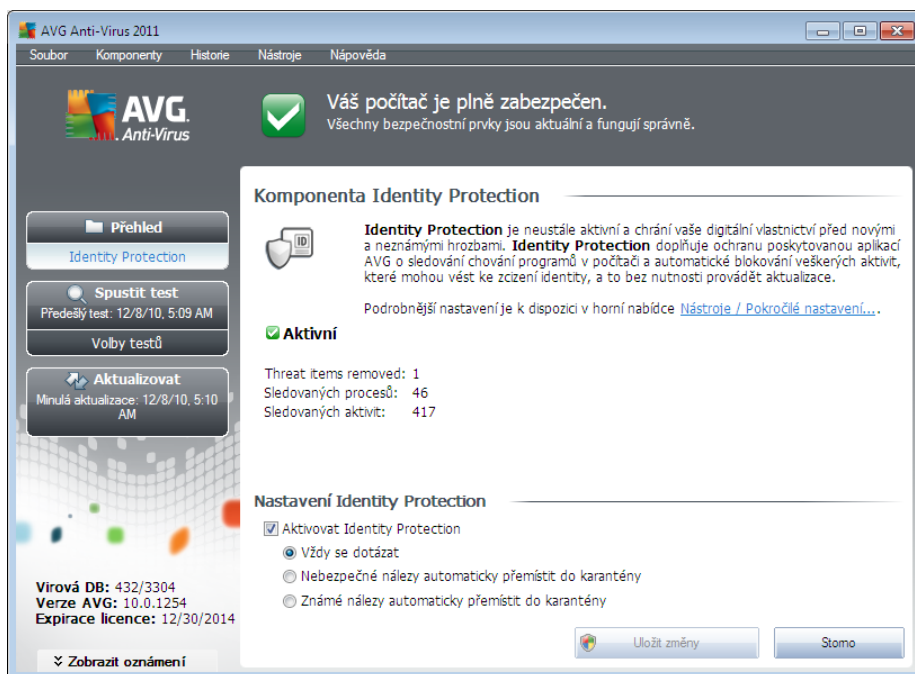 AVG Anti-Virus 2011
Soubor Komponenty Historie Nástroje Nápověda
AVG.
Anti-Virus
Váš počítač je plně zabezpečen.
Všechny bezpečnostní prvky jsou aktuální a fungují správně.
Přehled
Identity Protection
Spustit test
Předešlý test: 12/8/10, 5:09 AM
Volby testů
Aktualizovat
Minulá aktualizace: 12/8/10, 5:10
AM
Virová DB: 432/3304
Verze AVG: 10.0.1254
Expirace licence: 12/30/2014
Zobrazit oznámení
Komponenta Identity Protection
ID
Identity Protection je neustále aktivní a chrání vaše digitální vlastnictví před novými
a neznámými hrozbami. Identity Protection doplňuje ochranu poskytovanou aplikací
AVG o sledování chování programů v počítači a automatické blokování veškerých aktivit,
které mohou vést ke zcizení identity, a to bez nutnosti provádět aktualizace.
Podrobnější nastavení je k dispozici v horní nabídce Nástroje / Pokročilé nastavení... .
Aktivní
Threat items removed: 1
Sledovaných procesů: 46
Sledovaných aktivit: 417
Nastavení Identity Protection
Aktivovat Identity Protection
Vždy se dotázat
Nebezpečné nálezy automaticky přemístit do karantény
Známé nálezy automaticky přemístit do karantény
Uložit změny
Storno